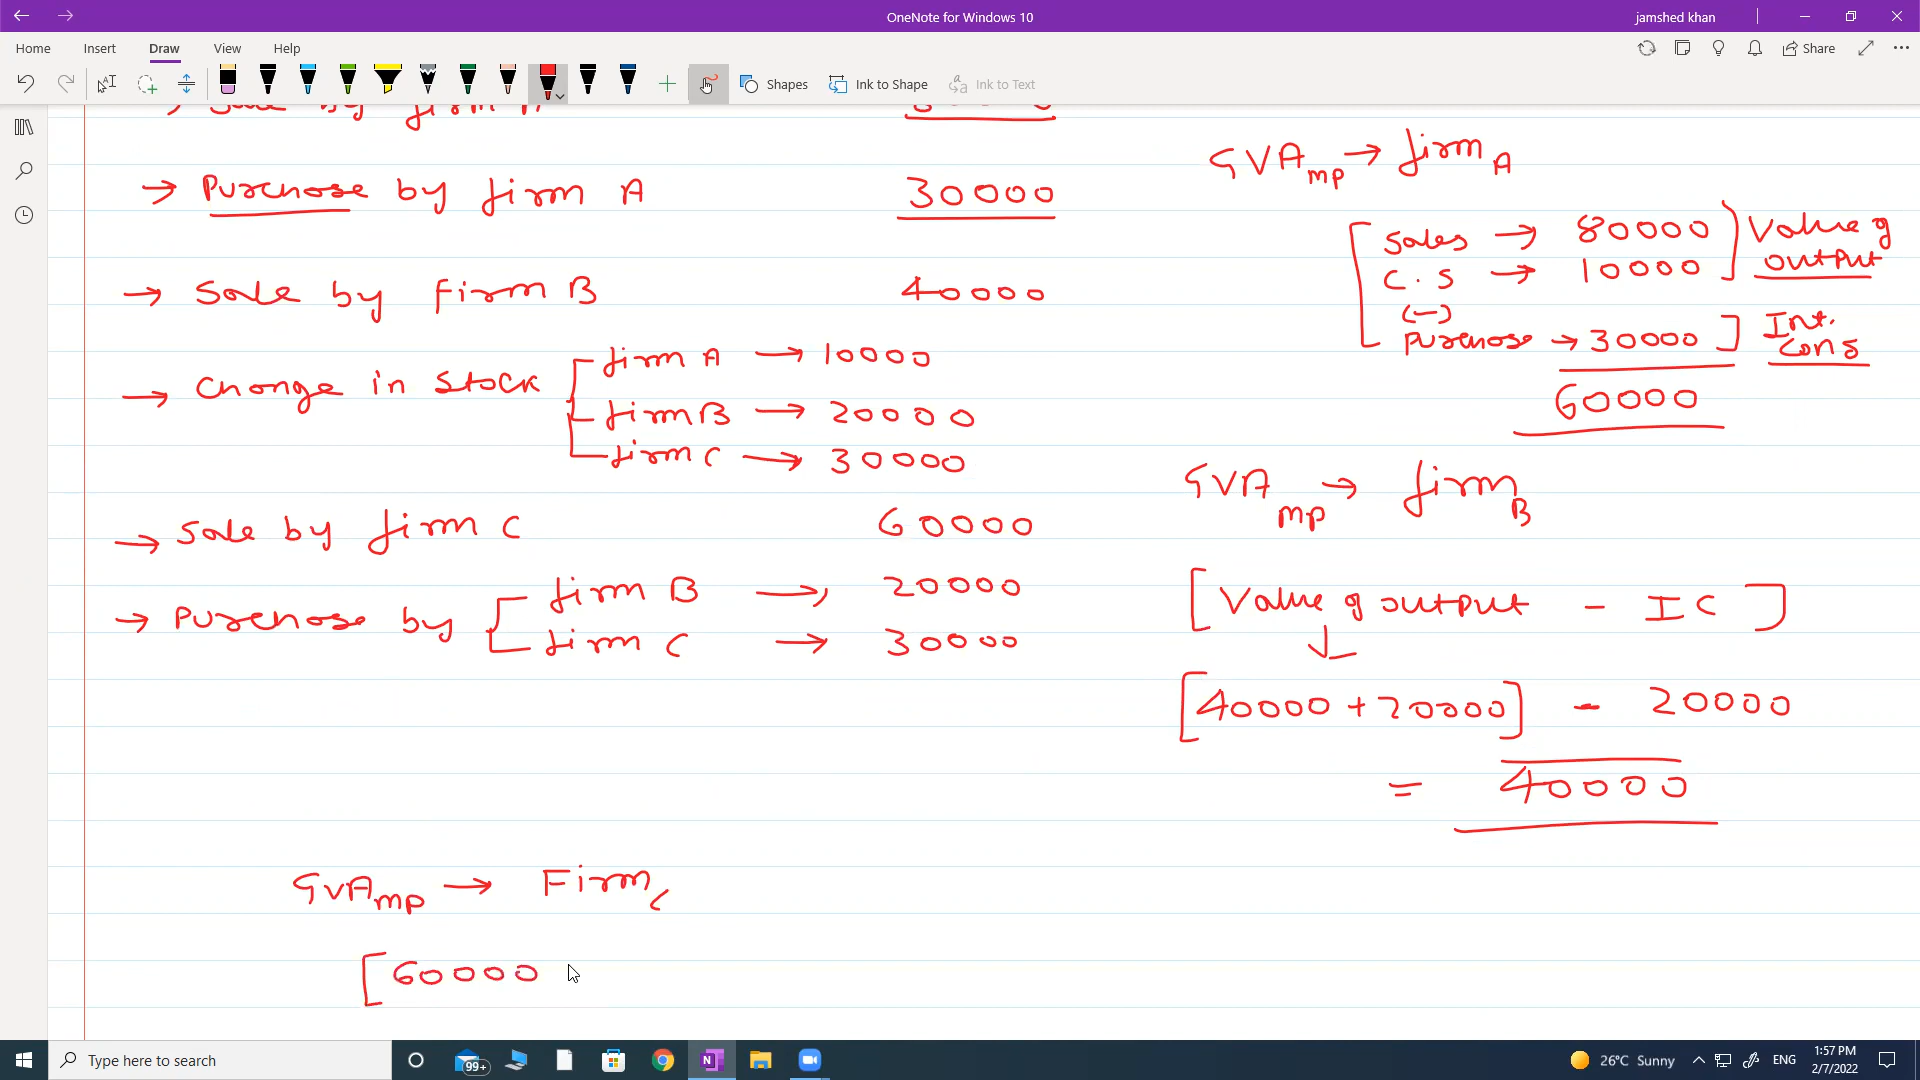 OneNote for Windows 10
jamshed khan
Home Insert Draw View Help
Share
Shapes
Ink to Shape
Ink to Text
→ Sale by firm A
→ Purchase by firm A 30000
→ Sale by Firm B 40000
→ Change in Stock
firm A → 10000
firm B → 20000
firm C → 30000
→ Sale by firm C 60000
→ Purchase by
firm B → 20000
firm C → 30000
GVAmp → firm A
Sales → 80000
C.S → 10000
Value of output
(-)
Purchase → 30000
Int. Cons
60000
GVAmp → firm B
[Value of output - IC]
[40000 + 20000] - 20000
= 40000
GVAmp → Firm C
[60000
Type here to search
99+
26°C Sunny
ENG
1:57 PM
2/7/2022